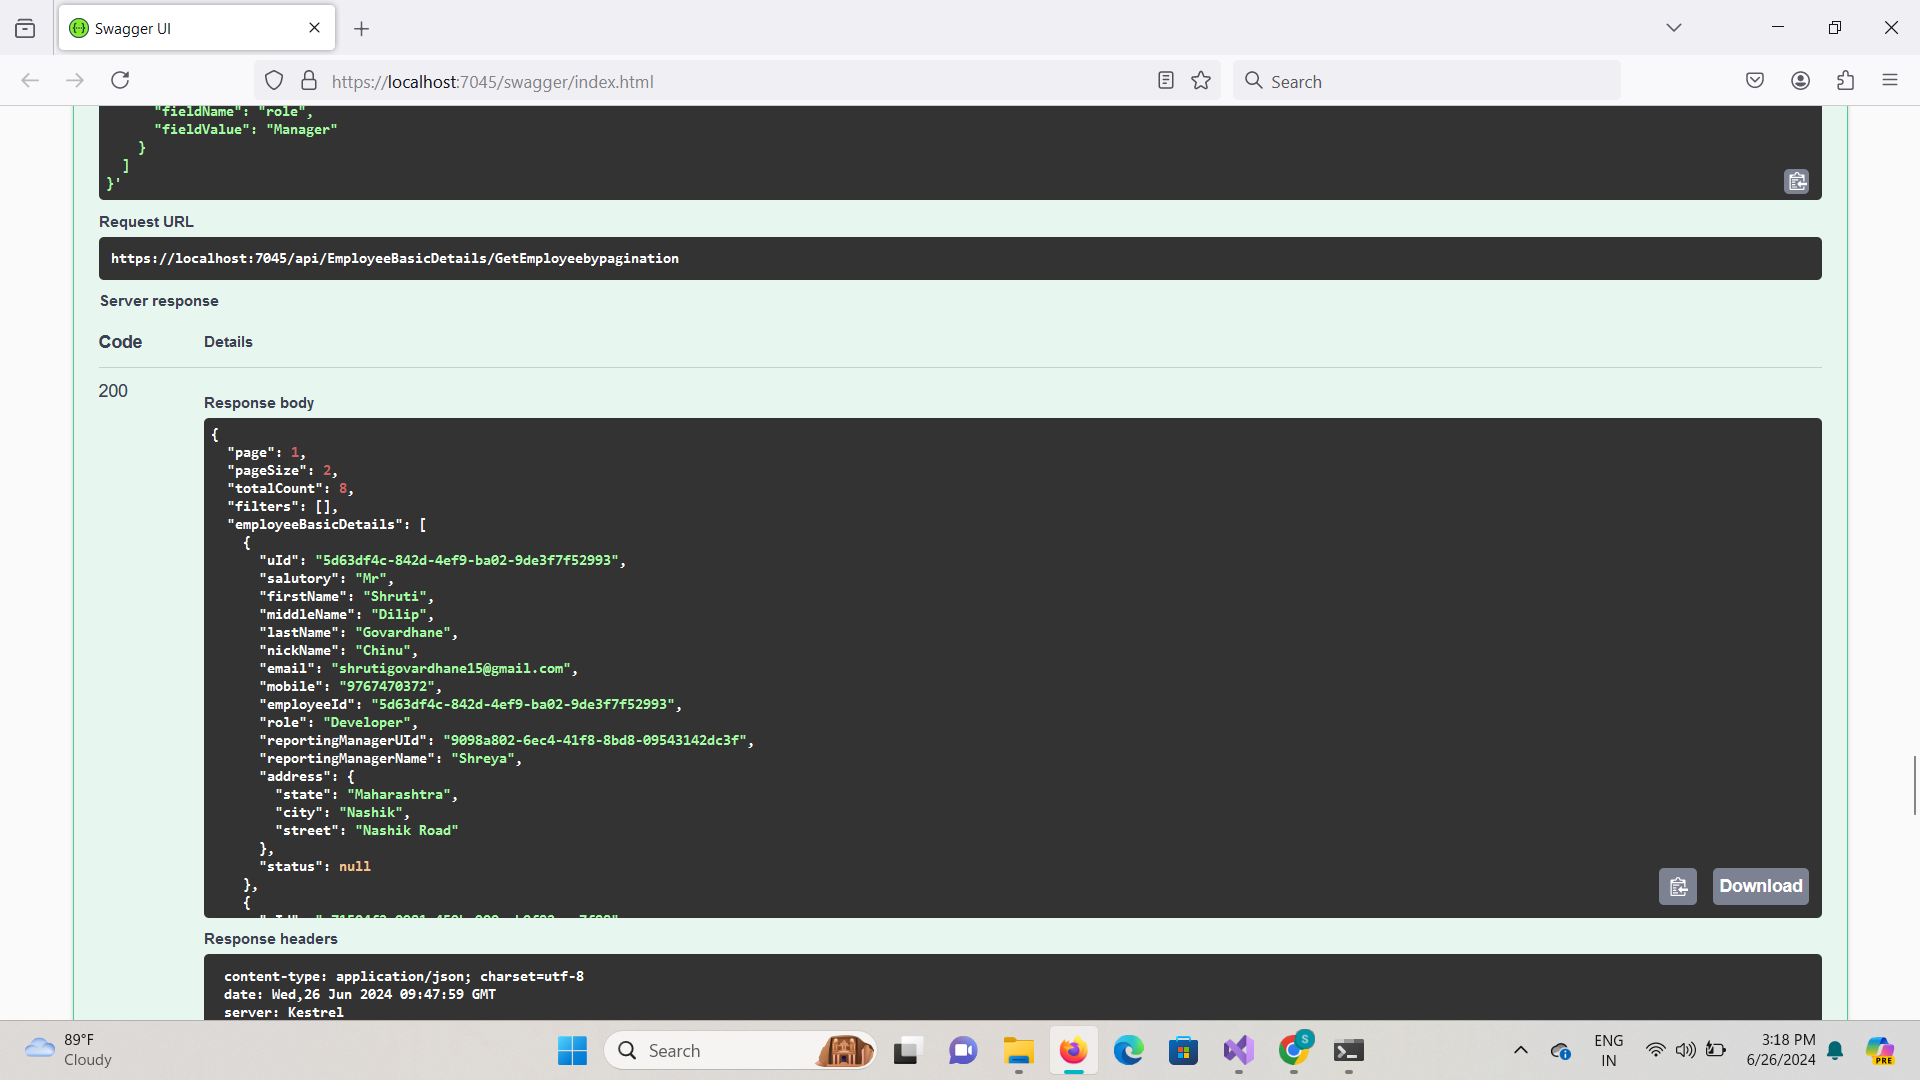 Swagger UI
https://localhost:7045/swagger/index.html
Search
"fieldName": "role",
"fieldValue": "Manager"
}
]
}'
Request URL
https://localhost:7045/api/EmployeeBasicDetails/GetEmployeebypagination
Server response
Code Details
200
Response body
{
"page": 1,
"pageSize": 2,
"totalCount": 8,
"filters": [],
"employeeBasicDetails": [
{
"uId": "5d63df4c-842d-4ef9-ba02-9de3f7f52993",
"salutory": "Mr",
"firstName": "Shruti",
"middleName": "Dilip",
"lastName": "Govardhane",
"nickName": "Chinu",
"email": "shrutigovardhane15@gmail.com",
"mobile": "9767470372",
"employeeId": "5d63df4c-842d-4ef9-ba02-9de3f7f52993",
"role": "Developer",
"reportingManagerUId": "9098a802-6ec4-41f8-8bd8-09543142dc3f",
"reportingManagerName": "Shreya",
"address": {
"state": "Maharashtra",
"city": "Nashik",
"street": "Nashik Road"
},
"status": null
},
{
Download
Response headers
content-type: application/json; charset=utf-8
date: Wed,26 Jun 2024 09:47:59 GMT
server: Kestrel
89°F
Cloudy
Search
S
ENG
IN
3:18 PM
6/26/2024
PRE